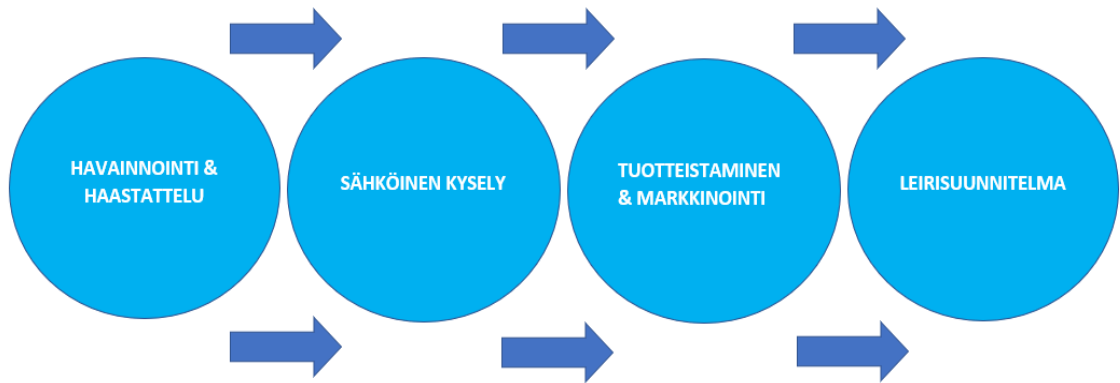 HAVAINNOINTI &
HAASTATTELU
SÄHKÖINEN KYSELY
TUOTTEISTAMINEN
& MARKKINOINTI
LEIRISUUNNITELMA